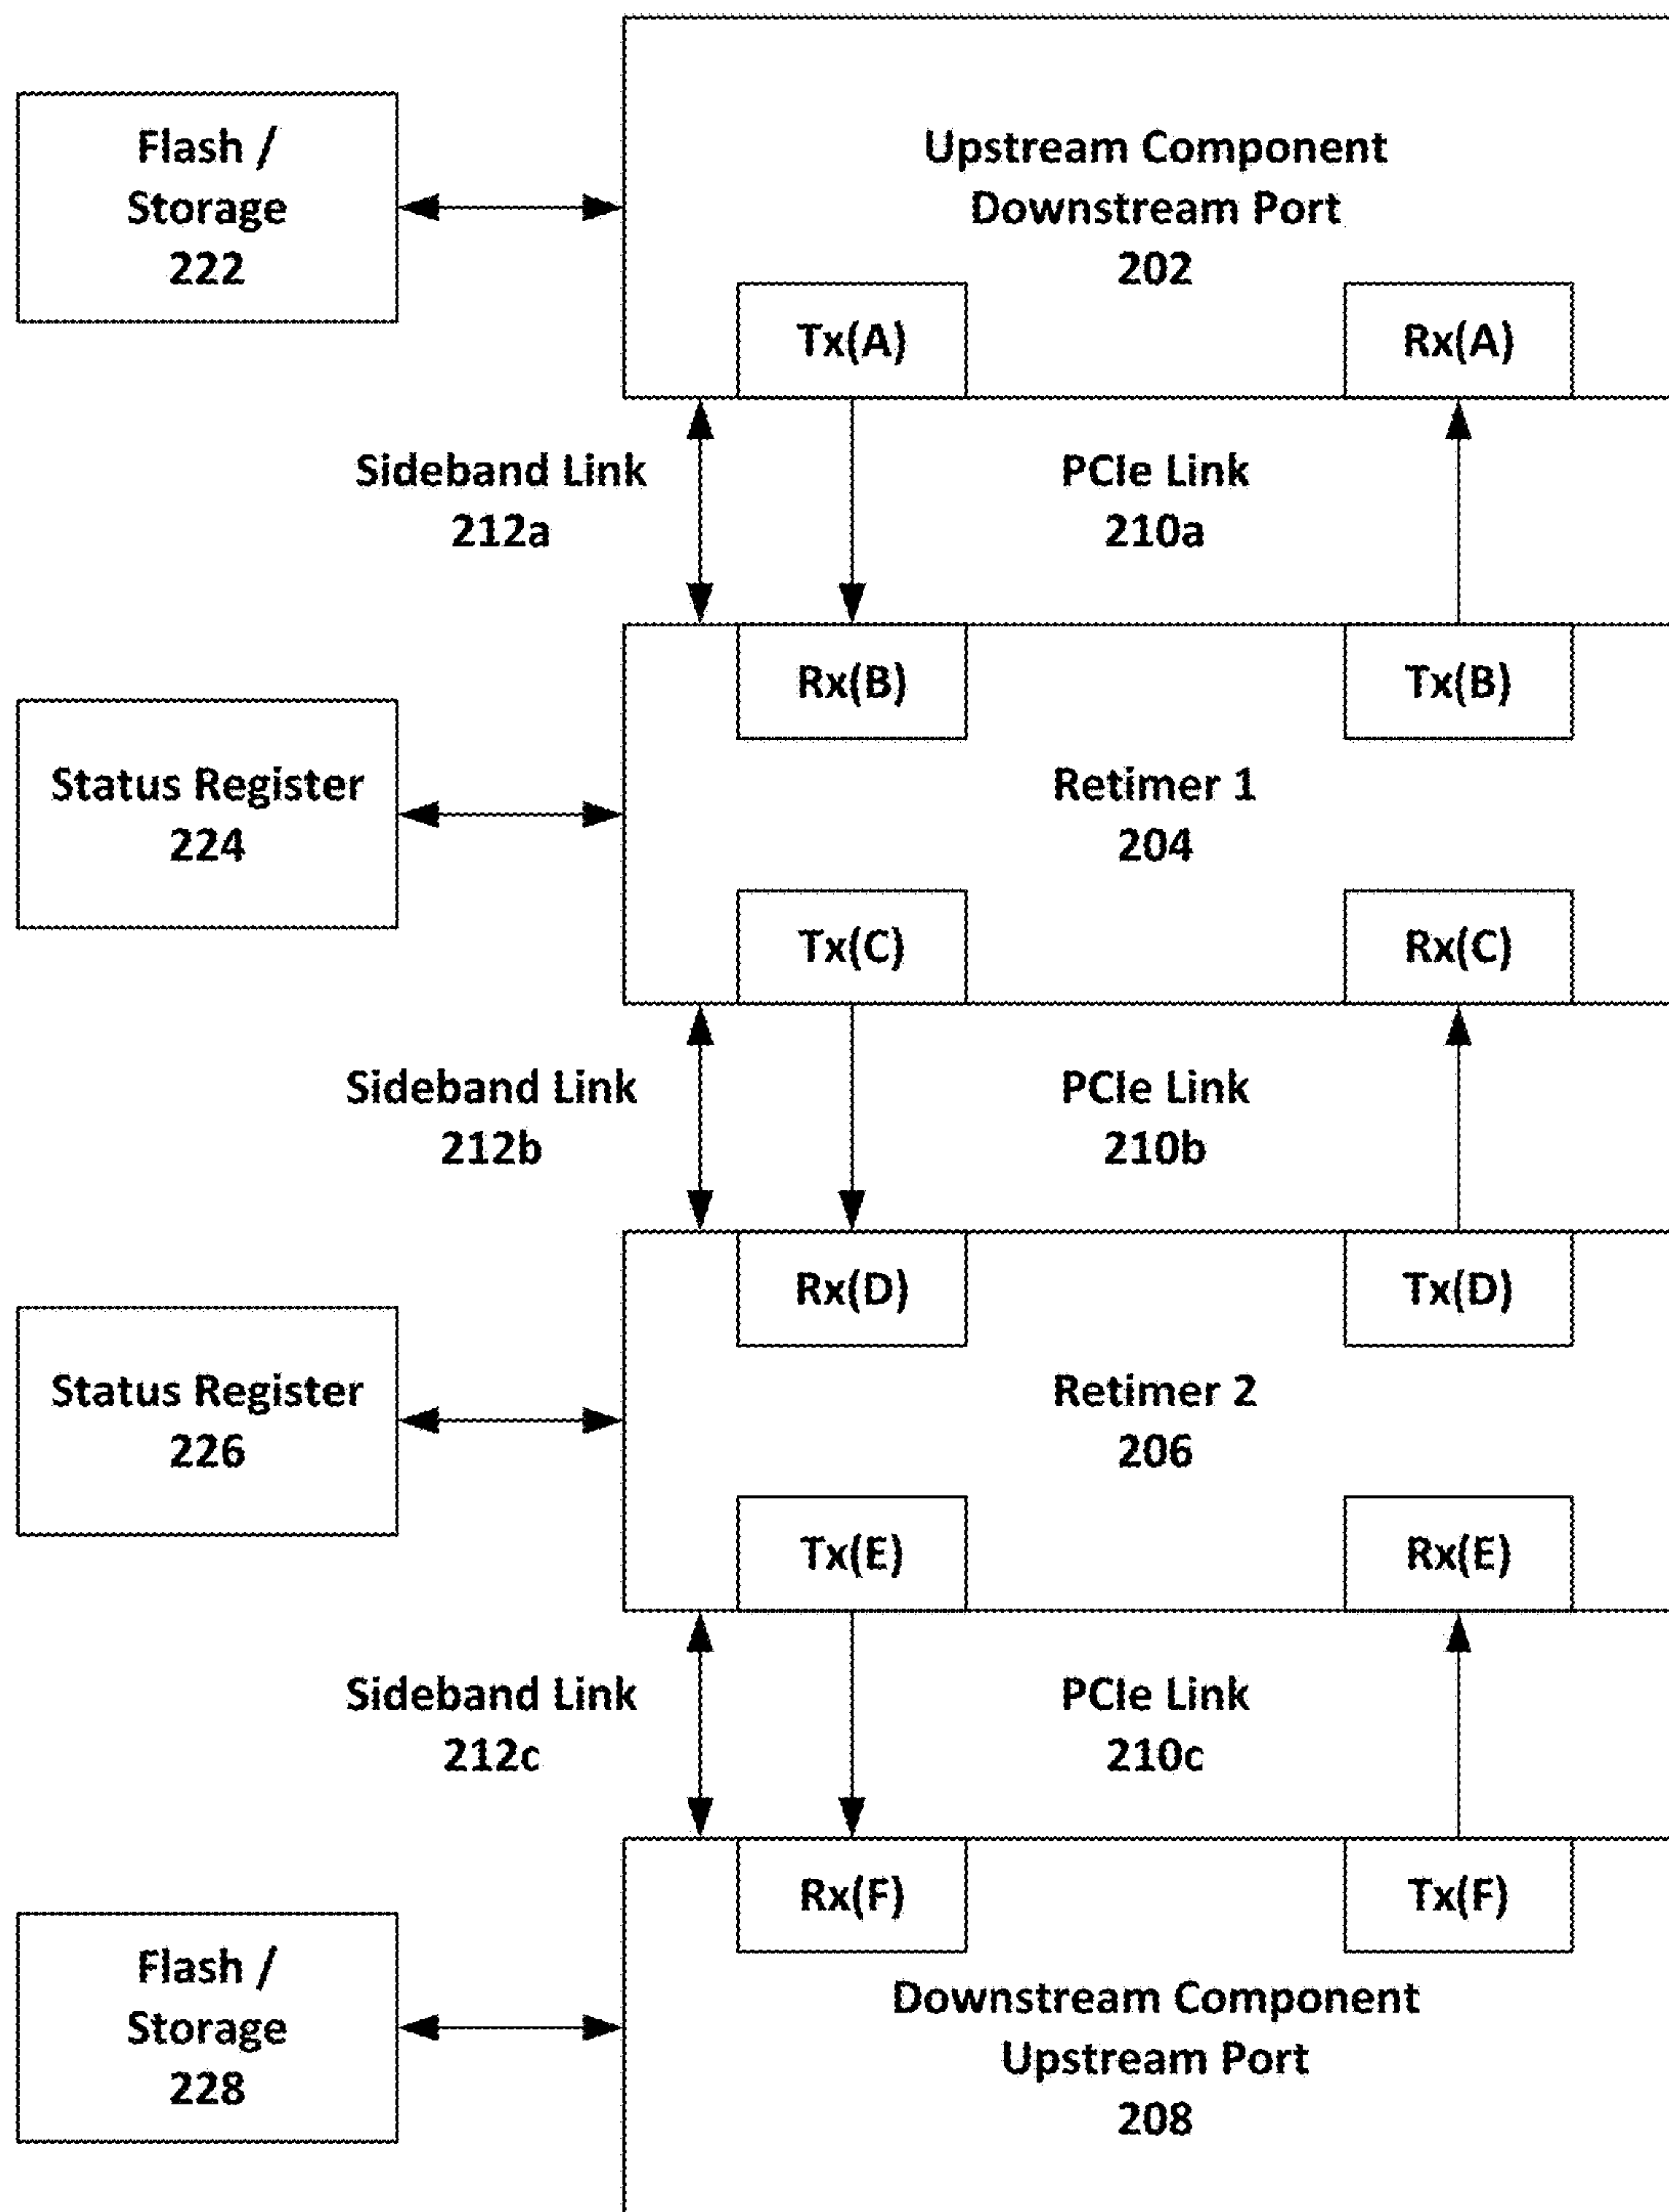 Flash /
Storage
222
Upstream Component
Downstream Port
202
Tx(A)
Rx(A)
Sideband Link
212a
PCIe Link
210a
Rx(B)
Tx(B)
Status Register
224
Retimer 1
204
Tx(C)
Rx(C)
Sideband Link
212b
PCIe Link
210b
Rx(D)
Tx(D)
Status Register
226
Retimer 2
206
Tx(E)
Rx(E)
Sideband Link
212c
PCIe Link
210c
Rx(F)
Tx(F)
Flash /
Storage
228
Downstream Component
Upstream Port
208